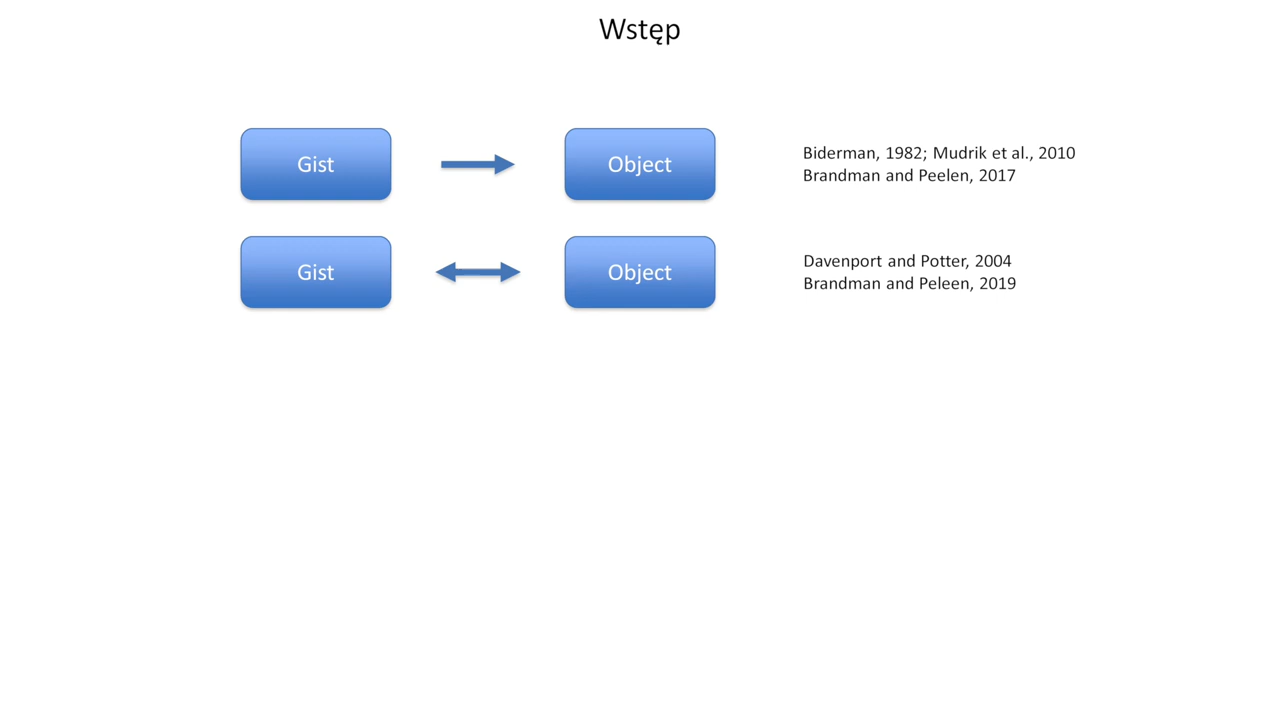 Wstęp
Gist
Object
Biderman, 1982; Mudrik et al., 2010
Brandman and Peelen, 2017
Gist
Object
Davenport and Potter, 2004
Brandman and Peleen, 2019